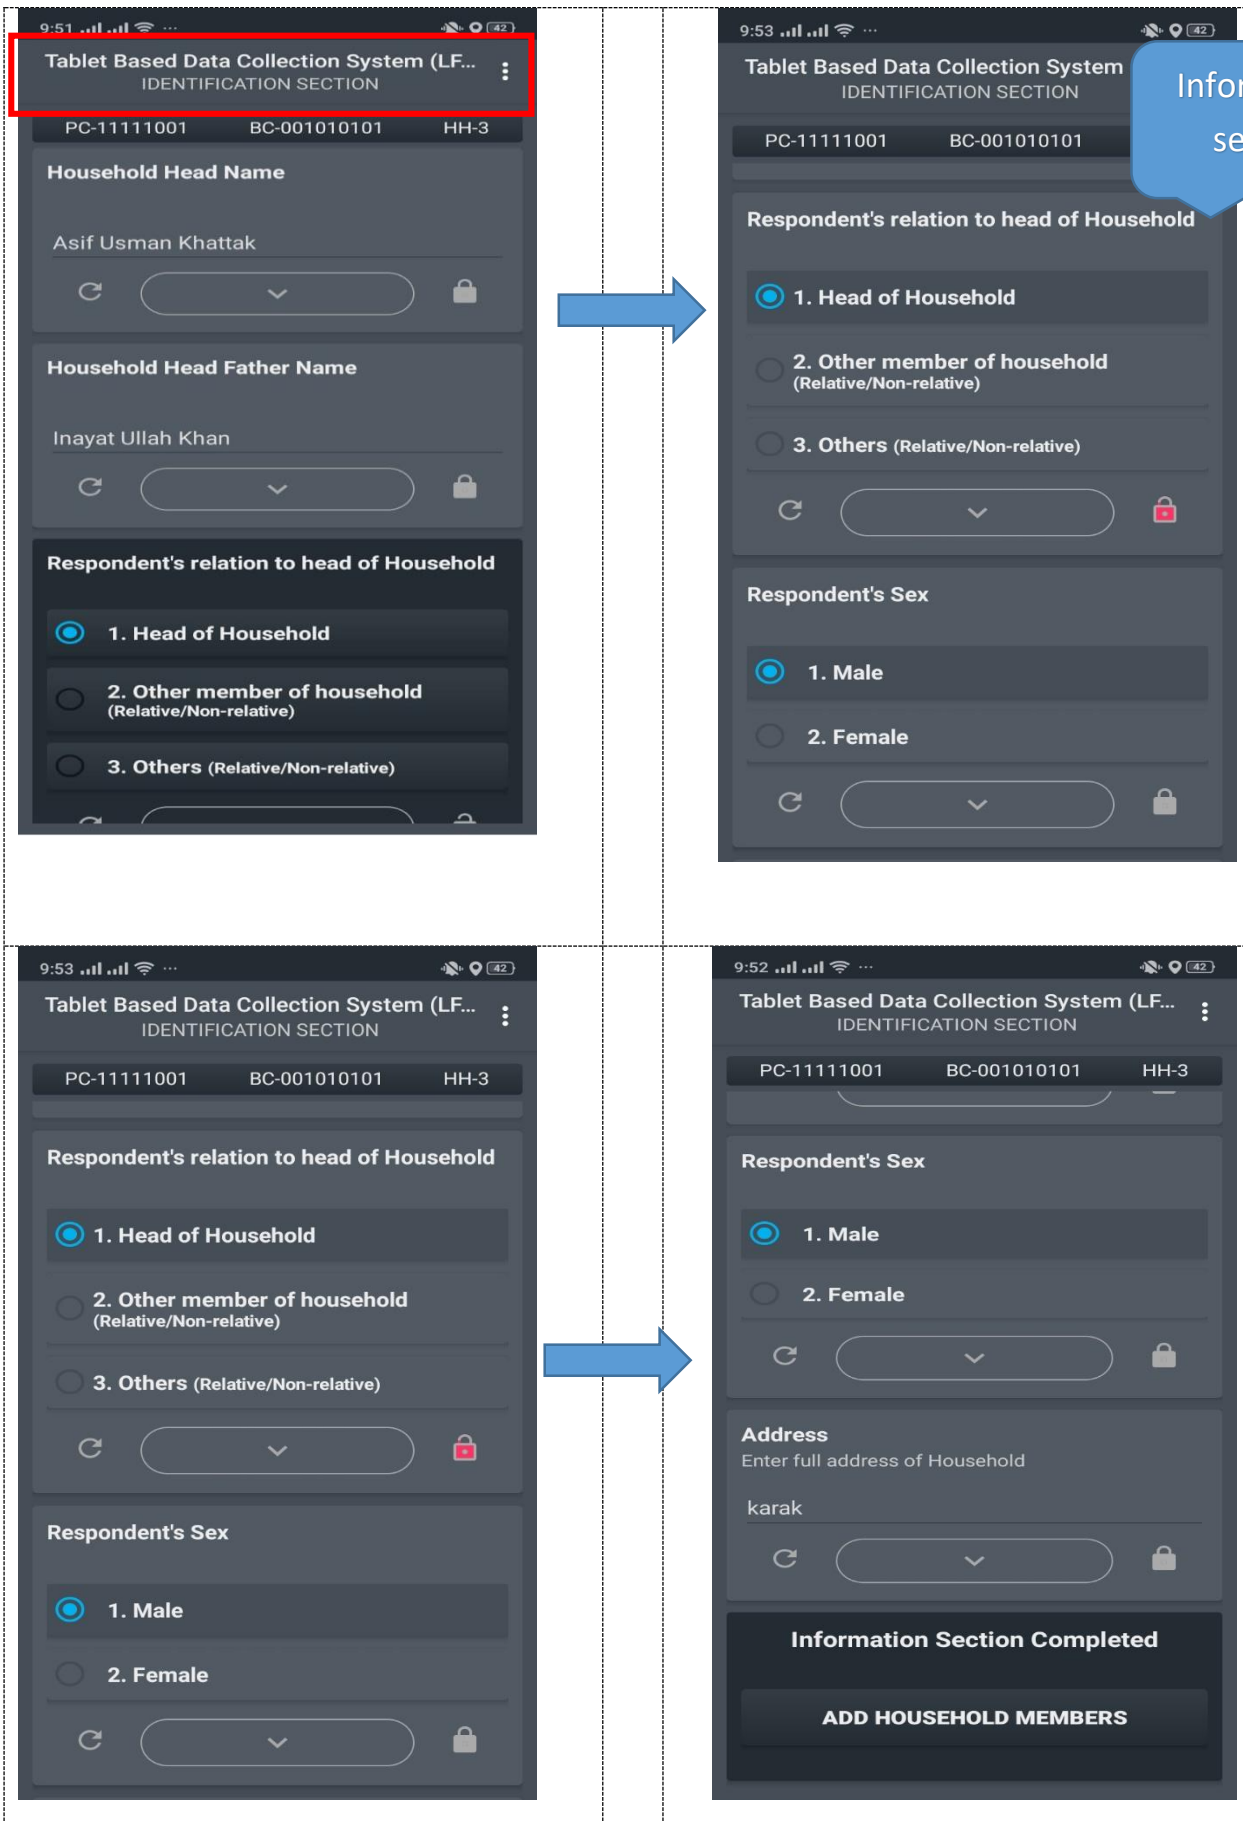 9:51
42
Tablet Based Data Collection System (LF...
IDENTIFICATION SECTION
PC-11111001 BC-001010101 HH-3
Household Head Name
Asif Usman Khattak
Household Head Father Name
Inayat Ullah Khan
Respondent's relation to head of Household
1. Head of Household
2. Other member of household
(Relative/Non-relative)
3. Others (Relative/Non-relative)
9:53
42
Tablet Based Data Collection System
IDENTIFICATION SECTION
PC-11111001 BC-001010101
Respondent's relation to head of Household
1. Head of Household
2. Other member of household
(Relative/Non-relative)
3. Others (Relative/Non-relative)
Respondent's Sex
1. Male
2. Female
9:53
42
Tablet Based Data Collection System (LF...
IDENTIFICATION SECTION
PC-11111001 BC-001010101 HH-3
Respondent's relation to head of Household
1. Head of Household
2. Other member of household
(Relative/Non-relative)
3. Others (Relative/Non-relative)
Respondent's Sex
1. Male
2. Female
9:52
42
Tablet Based Data Collection System (LF...
IDENTIFICATION SECTION
PC-11111001 BC-001010101 HH-3
Respondent's Sex
1. Male
2. Female
Address
Enter full address of Household
karak
Information Section Completed
ADD HOUSEHOLD MEMBERS